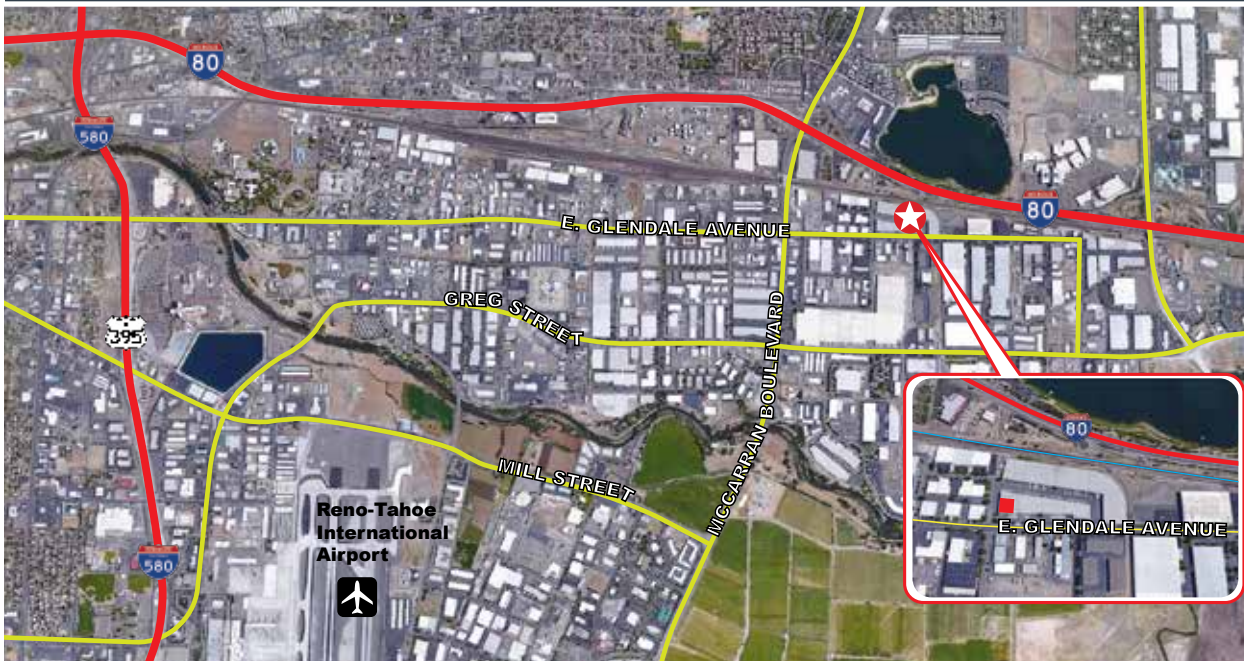 80
580
E. GLENDALE AVENUE
80
GREG STREET
395
MCCARRAN BOULEVARD
80
MILL STREET
E. GLENDALE AVENUE
Reno-Tahoe
International
Airport
580